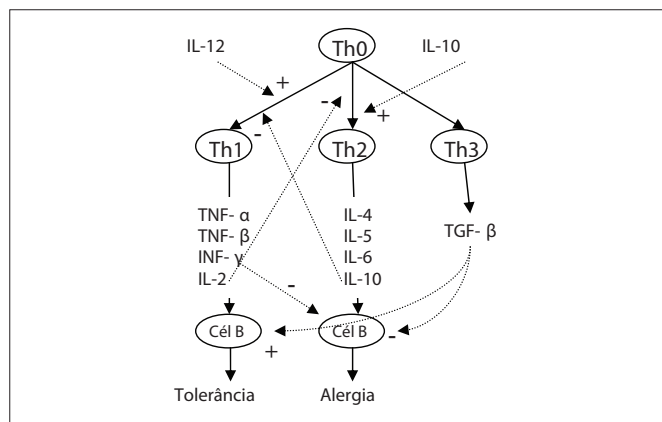 IL-12
Th0
IL-10
+
-
+
-
Th1
Th2
Th3
TNF- α
TNF- β
INF- γ
IL-2
IL-4
IL-5
IL-6
IL-10
TGF- β
-
Cél B
+
Cél B
-
Tolerância
Alergia